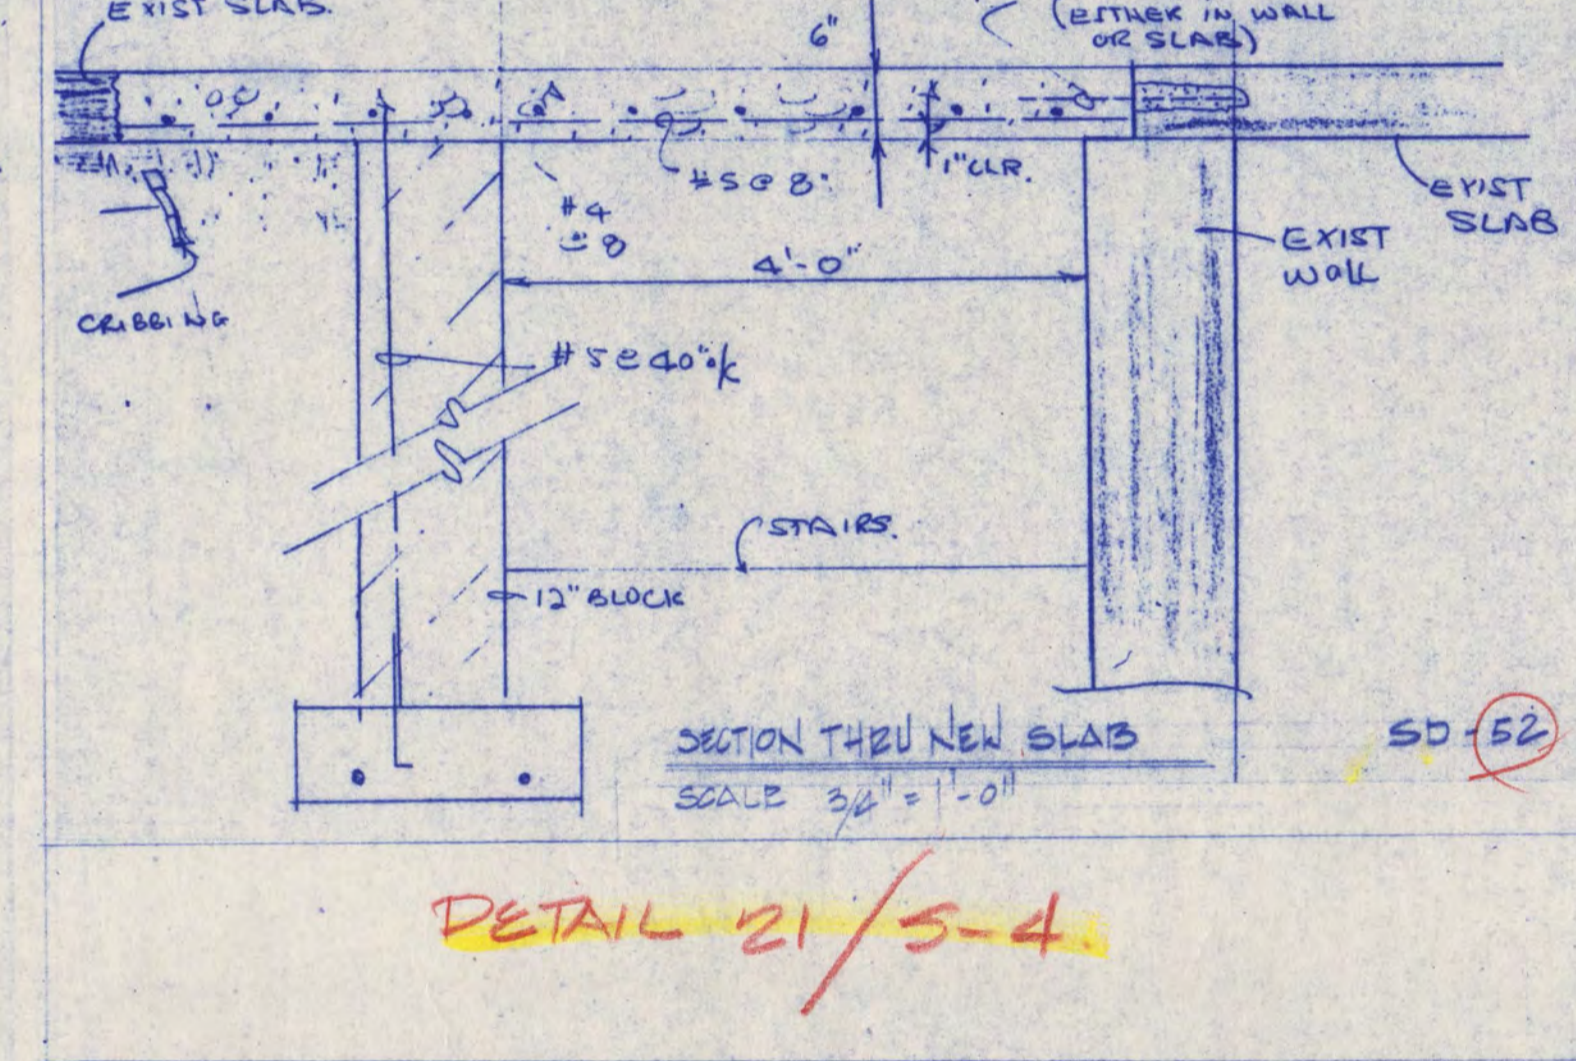 EXIST SLAB.
6"
(EITHER IN WALL
OR SLAB)
#5@8"
1"CLR.
EXIST
SLAB
#4
@8
EXIST
WALL
4'-0"
CRIBBING
#5@40"o/c
STAIRS.
12"BLOCK
SECTION THRU NEW SLAB
SCALE 3/4" = 1'-0"
SD-52
DETAIL 21/S-4.